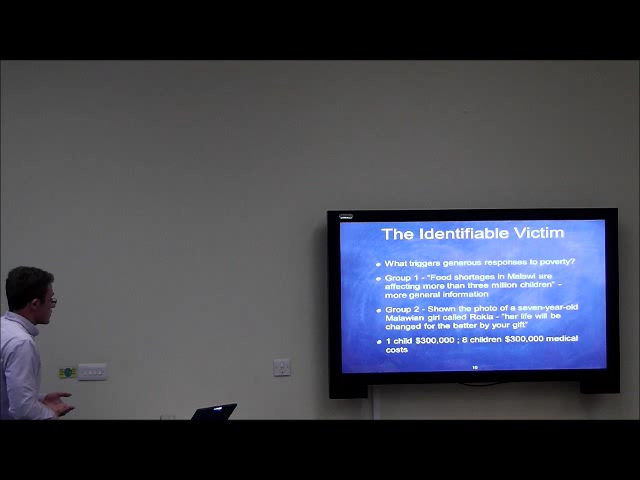 The Identifiable Victim
What triggers generous responses to poverty?
Group 1 - "Food shortages in Malawi are
affecting more than three million children" -
more general information
Group 2 - Shown the photo of a seven-year-old
Malawian girl called Rokia - "her life will be
changed for the better by your gift"
1 child $300,000 ; 8 children $300,000 medical
costs
10